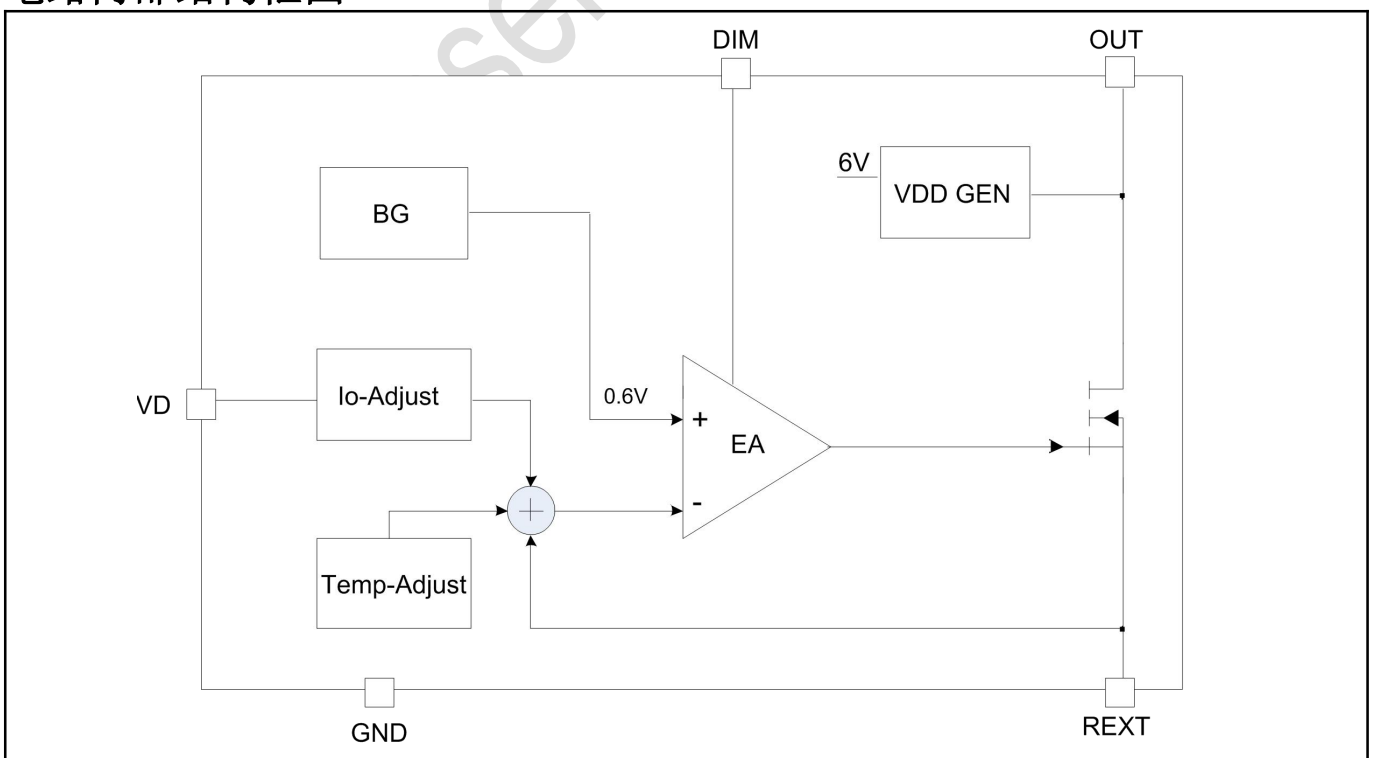 DIM
OUT
6V
VDD GEN
BG
Io-Adjust
0.6V
VD
+
EA
-
Temp-Adjust
GND
REXT